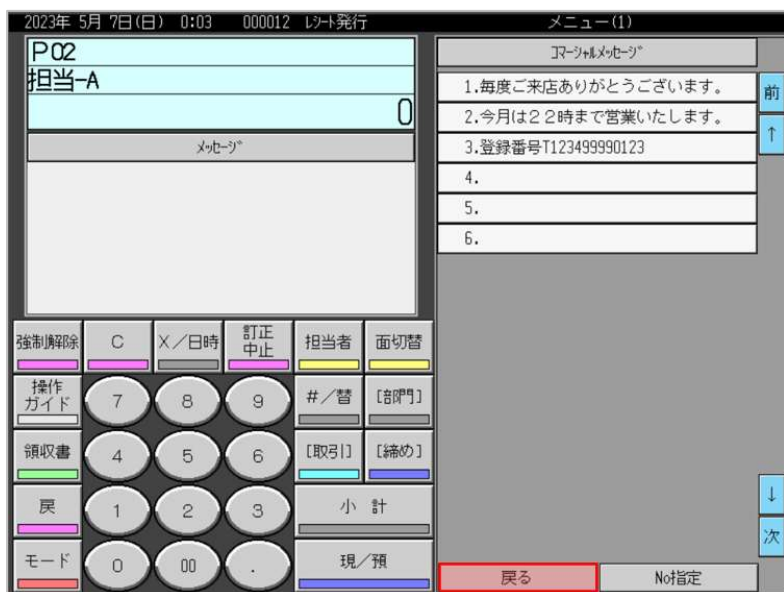 2023年 5月 7日(日) 0:03 000012 ﾚｼｰﾄ発行 メニュー(1)
P02
担当-A
0
ﾒｯｾｰｼﾞ
ｺﾏｰｼｬﾙﾒｯｾｰｼﾞ
1.毎度ご来店ありがとうございます。
2.今月は２２時まで営業いたします。
3.登録番号T123499990123
4.
5.
6.
前
↑
↓
次
強制解除 C X／日時 訂正中止 担当者 面切替
操作ガイド 7 8 9 #／替 [部門]
領収書 4 5 6 [取引] [締め]
戻 1 2 3 小 計
モード 0 00 . 現／預
戻る No指定